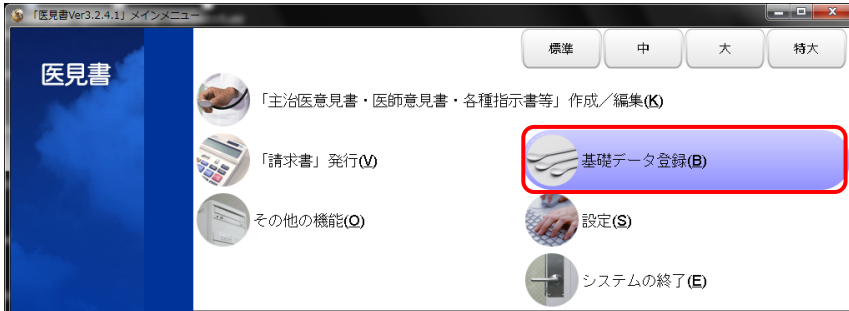 「医見書Ver3.2.4.1」メインメニュー
標準 中 大 特大
医見書
「主治医意見書・医師意見書・各種指示書等」作成／編集(K)
「請求書」発行(V) 基礎データ登録(B)
その他の機能(O) 設定(S)
システムの終了(E)